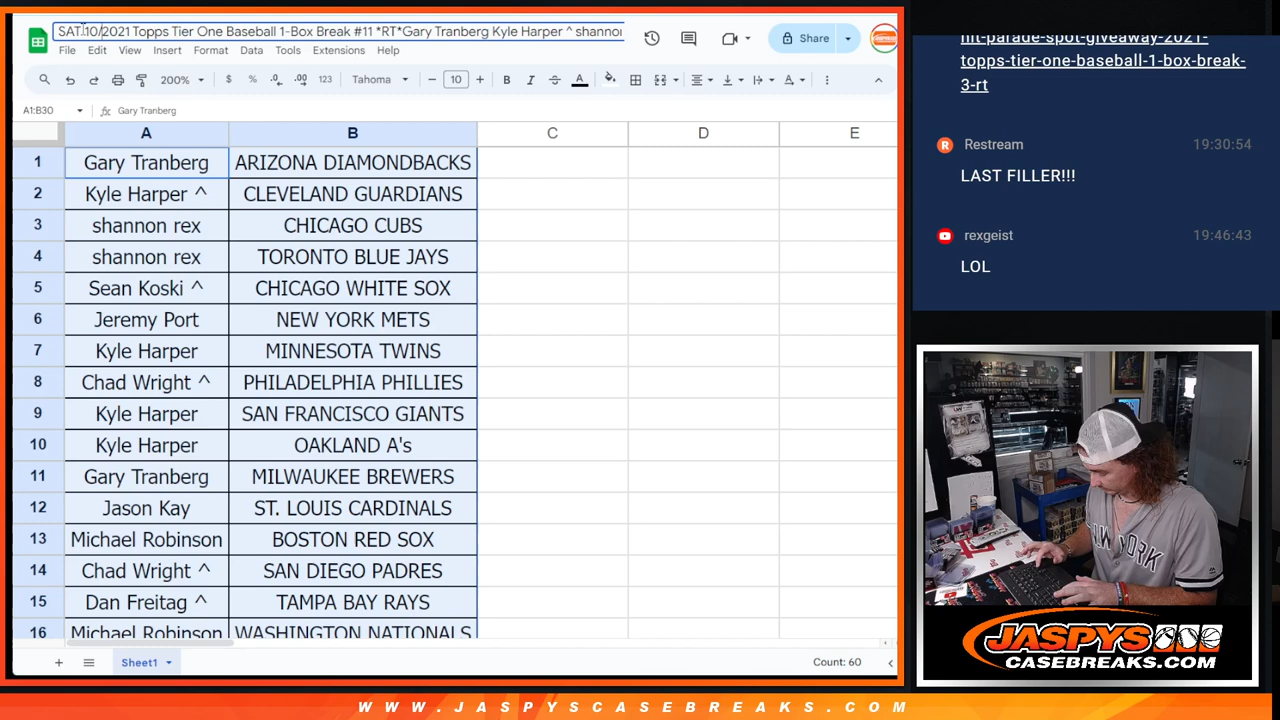 SAT.10/2021 Topps Tier One Baseball 1-Box Break #11 *RT*Gary Tranberg Kyle Harper ^ shannon
File Edit View Insert Format Data Tools Extensions Help
Share
200% $ % .0 .00 123 Tahoma 10 B I A
A1:B30 fx Gary Tranberg
A B C D E
1 Gary Tranberg ARIZONA DIAMONDBACKS
2 Kyle Harper ^ CLEVELAND GUARDIANS
3 shannon rex CHICAGO CUBS
4 shannon rex TORONTO BLUE JAYS
5 Sean Koski ^ CHICAGO WHITE SOX
6 Jeremy Port NEW YORK METS
7 Kyle Harper MINNESOTA TWINS
8 Chad Wright ^ PHILADELPHIA PHILLIES
9 Kyle Harper SAN FRANCISCO GIANTS
10 Kyle Harper OAKLAND A's
11 Gary Tranberg MILWAUKEE BREWERS
12 Jason Kay ST. LOUIS CARDINALS
13 Michael Robinson BOSTON RED SOX
14 Chad Wright ^ SAN DIEGO PADRES
15 Dan Freitag ^ TAMPA BAY RAYS
16 Michael Robinson WASHINGTON NATIONALS
Sheet1
Count: 60
hit-parade-spot-giveaway-2021-
topps-tier-one-baseball-1-box-break-
3-rt
R Restream 19:30:54
LAST FILLER!!!
rexgeist 19:46:43
LOL
YORK
JASPYS
CASEBREAKS.COM
WWW.JASPYSCASEBREAKS.COM